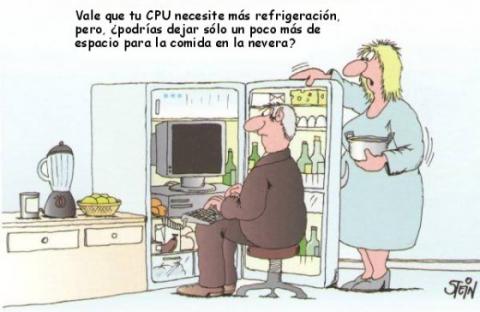 Vale que tu CPU necesite más refrigeración,
pero, ¿podrías dejar sólo un poco más de
espacio para la comida en la nevera?
STEIN